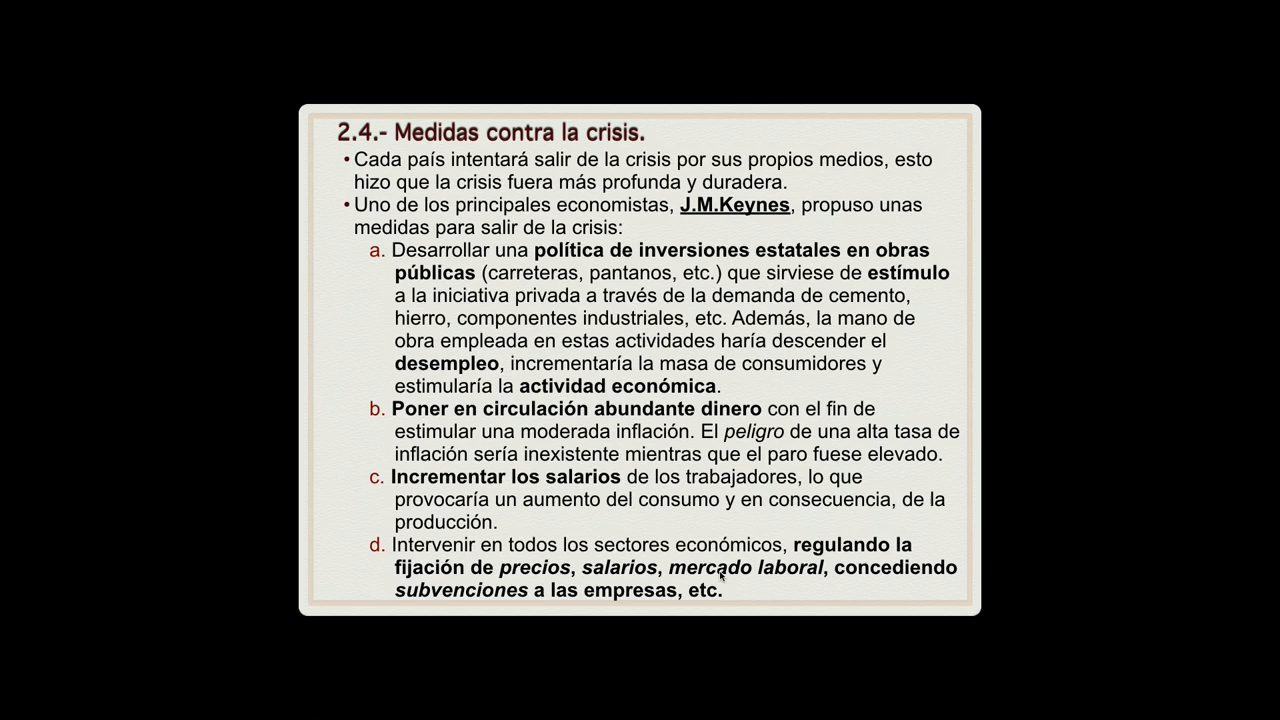 2.4.- Medidas contra la crisis.
• Cada país intentará salir de la crisis por sus propios medios, esto
hizo que la crisis fuera más profunda y duradera.
• Uno de los principales economistas, J.M.Keynes, propuso unas
medidas para salir de la crisis:
a. Desarrollar una política de inversiones estatales en obras
públicas (carreteras, pantanos, etc.) que sirviese de estímulo
a la iniciativa privada a través de la demanda de cemento,
hierro, componentes industriales, etc. Además, la mano de
obra empleada en estas actividades haría descender el
desempleo, incrementaría la masa de consumidores y
estimularía la actividad económica.
b. Poner en circulación abundante dinero con el fin de
estimular una moderada inflación. El peligro de una alta tasa de
inflación sería inexistente mientras que el paro fuese elevado.
c. Incrementar los salarios de los trabajadores, lo que
provocaría un aumento del consumo y en consecuencia, de la
producción.
d. Intervenir en todos los sectores económicos, regulando la
fijación de precios, salarios, mercado laboral, concediendo
subvenciones a las empresas, etc.